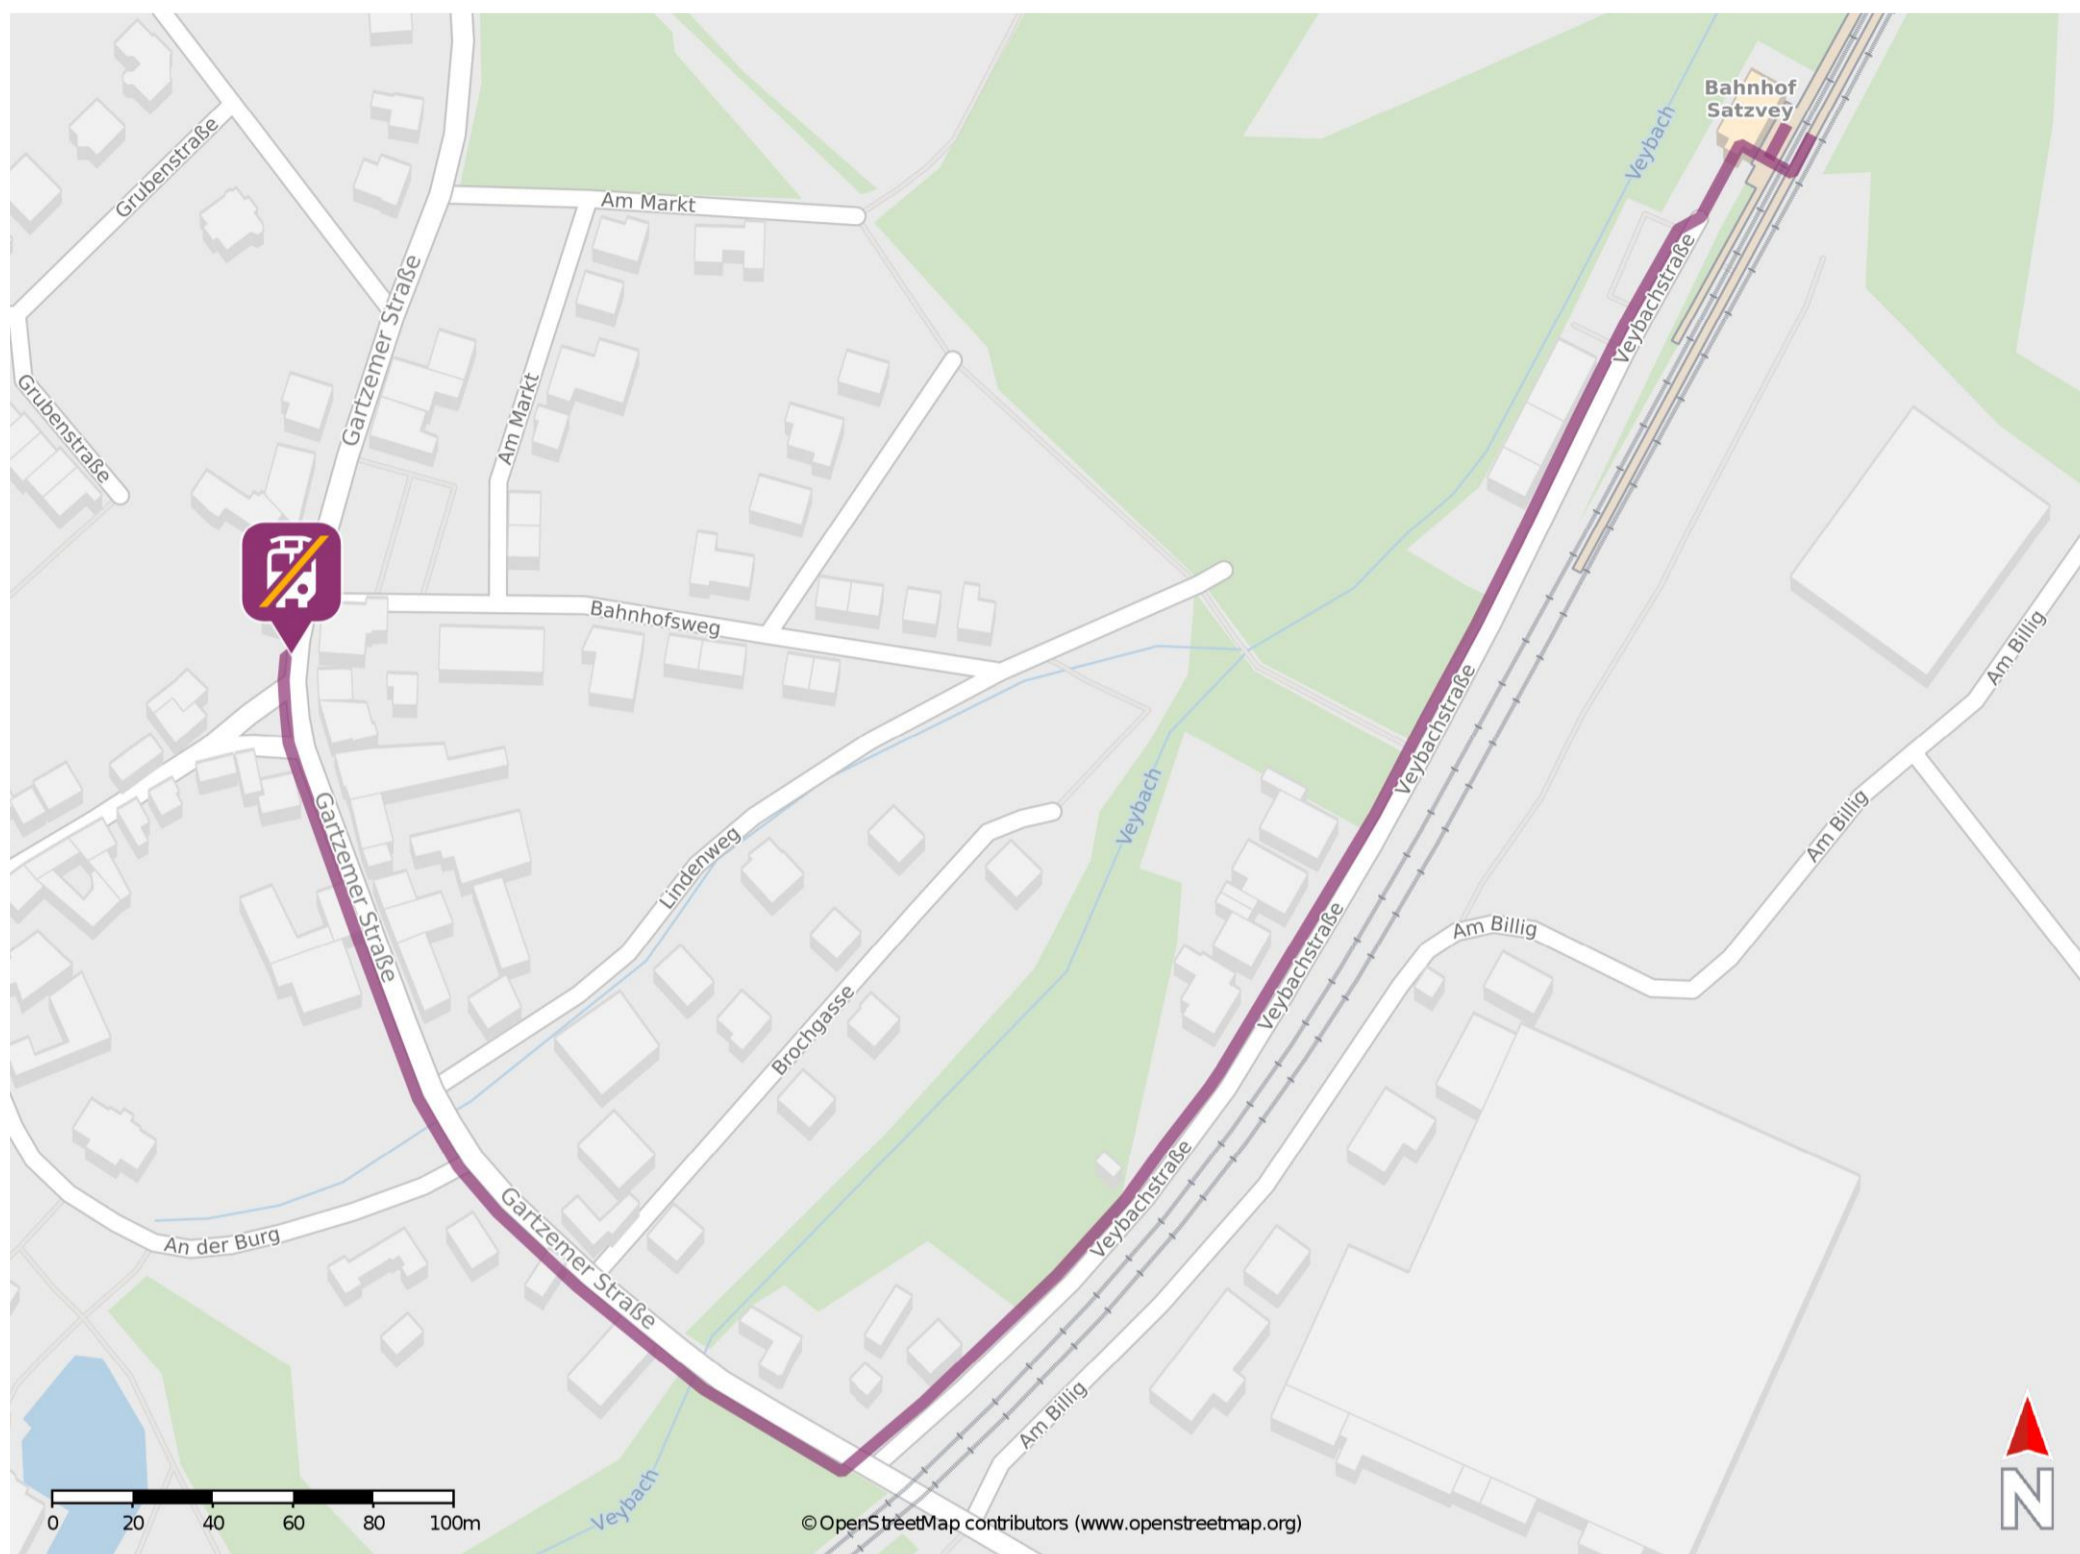 Bahnhof
Satzvey
Veybach
Grubenstraße
Am Markt
Gartzemer Straße
Veybachstraße
Grubenstraße
Am Markt
Bahnhofsweg
Am Billig
Veybachstraße
Veybach
Am Billig
Gartzemer Straße
Lindenweg
Veybachstraße
Am Billig
Brochgasse
Veybachstraße
An der Burg
Gartzemer Straße
Am Billig
Veybach
0 20 40 60 80 100m
©OpenStreetMap contributors (www.openstreetmap.org)
N